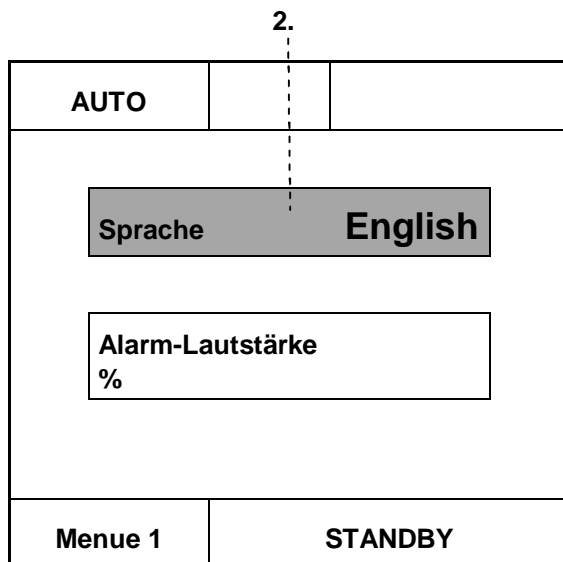 2.
AUTO
Sprache English
Alarm-Lautstärke
%
Menue 1 STANDBY